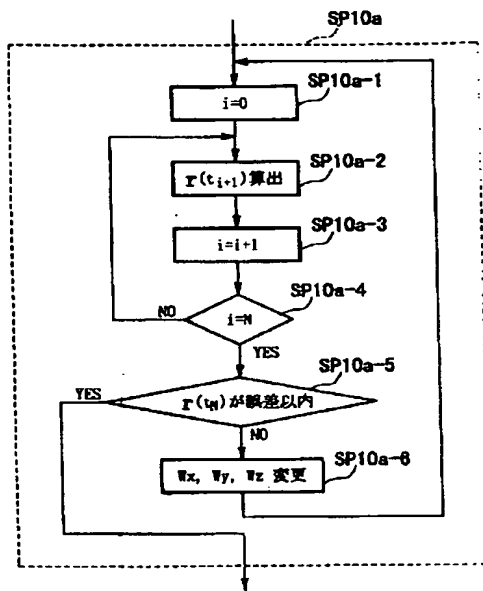 SP10a
SP10a-1
i=0
SP10a-2
r(ti+1)算出
SP10a-3
i=i+1
SP10a-4
NO
i=N
YES
SP10a-5
YES
r(tN)が誤差以内
NO
SP10a-6
Wx, Wy, Wz 変更